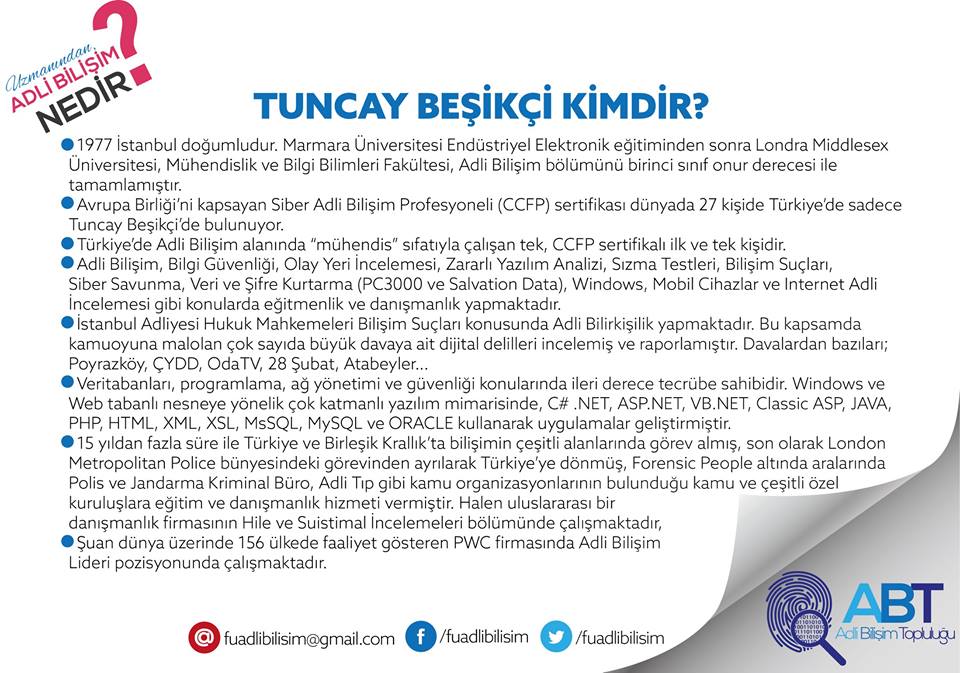 Uzmanından
ADLİ BİLİŞİM
NEDİR?
TUNCAY BEŞİKÇİ KİMDİR?
1977 İstanbul doğumludur. Marmara Üniversitesi Endüstriyel Elektronik eğitiminden sonra Londra Middlesex
Üniversitesi, Mühendislik ve Bilgi Bilimleri Fakültesi, Adli Bilişim bölümünü birinci sınıf onur derecesi ile
tamamlamıştır.
Avrupa Birliği'ni kapsayan Siber Adli Bilişim Profesyoneli (CCFP) sertifikası dünyada 27 kişide Türkiye'de sadece
Tuncay Beşikçi'de bulunuyor.
Türkiye'de Adli Bilişim alanında "mühendis" sıfatıyla çalışan tek, CCFP sertifikalı ilk ve tek kişidir.
Adli Bilişim, Bilgi Güvenliği, Olay Yeri İncelemesi, Zararlı Yazılım Analizi, Sızma Testleri, Bilişim Suçları,
Siber Savunma, Veri ve Şifre Kurtarma (PC3000 ve Salvation Data), Windows, Mobil Cihazlar ve Internet Adli
İncelemesi gibi konularda eğitmenlik ve danışmanlık yapmaktadır.
İstanbul Adliyesi Hukuk Mahkemeleri Bilişim Suçları konusunda Adli Bilirkişilik yapmaktadır. Bu kapsamda
kamuoyuna malolan çok sayıda büyük davaya ait dijital delilleri incelemiş ve raporlamıştır. Davalardan bazıları;
Poyrazköy, ÇYDD, OdaTV, 28 Şubat, Atabeyler...
Veritabanları, programlama, ağ yönetimi ve güvenliği konularında ileri derece tecrübe sahibidir. Windows ve
Web tabanlı nesneye yönelik çok katmanlı yazılım mimarisinde, C# .NET, ASP.NET, VB.NET, Classic ASP, JAVA,
PHP, HTML, XML, XSL, MsSQL, MySQL ve ORACLE kullanarak uygulamalar geliştirmiştir.
15 yıldan fazla süre ile Türkiye ve Birleşik Krallık'ta bilişimin çeşitli alanlarında görev almış, son olarak London
Metropolitan Police bünyesindeki görevinden ayrılarak Türkiye'ye dönmüş, Forensic People altında aralarında
Polis ve Jandarma Kriminal Büro, Adli Tıp gibi kamu organizasyonlarının bulunduğu kamu ve çeşitli özel
kuruluşlara eğitim ve danışmanlık hizmeti vermiştir. Halen uluslararası bir
danışmanlık firmasının Hile ve Suistimal İncelemeleri bölümünde çalışmaktadır,
Şuan dünya üzerinde 156 ülkede faaliyet gösteren PWC firmasında Adli Bilişim
Lideri pozisyonunda çalışmaktadır.
fuadlibilisim@gmail.com /fuadlibilisim /fuadlibilisim
ABT
Adli Bilişim Topluluğu